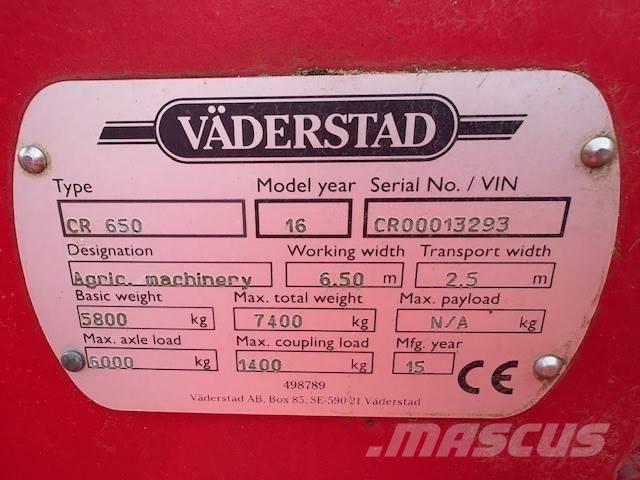 VÄDERSTAD
Type Model year Serial No. / VIN
CR 650 16 CR00013293
Designation Working width Transport width
Agric. machinery 6.50 m 2.5 m
Basic weight Max. total weight Max. payload
5800 kg 7400 kg N/A kg
Max. axle load Max. coupling load Mfg. year
6000 kg 1400 kg 15 CE
498789
Väderstad AB, Box 85, SE-590 21 Väderstad
MASCUS